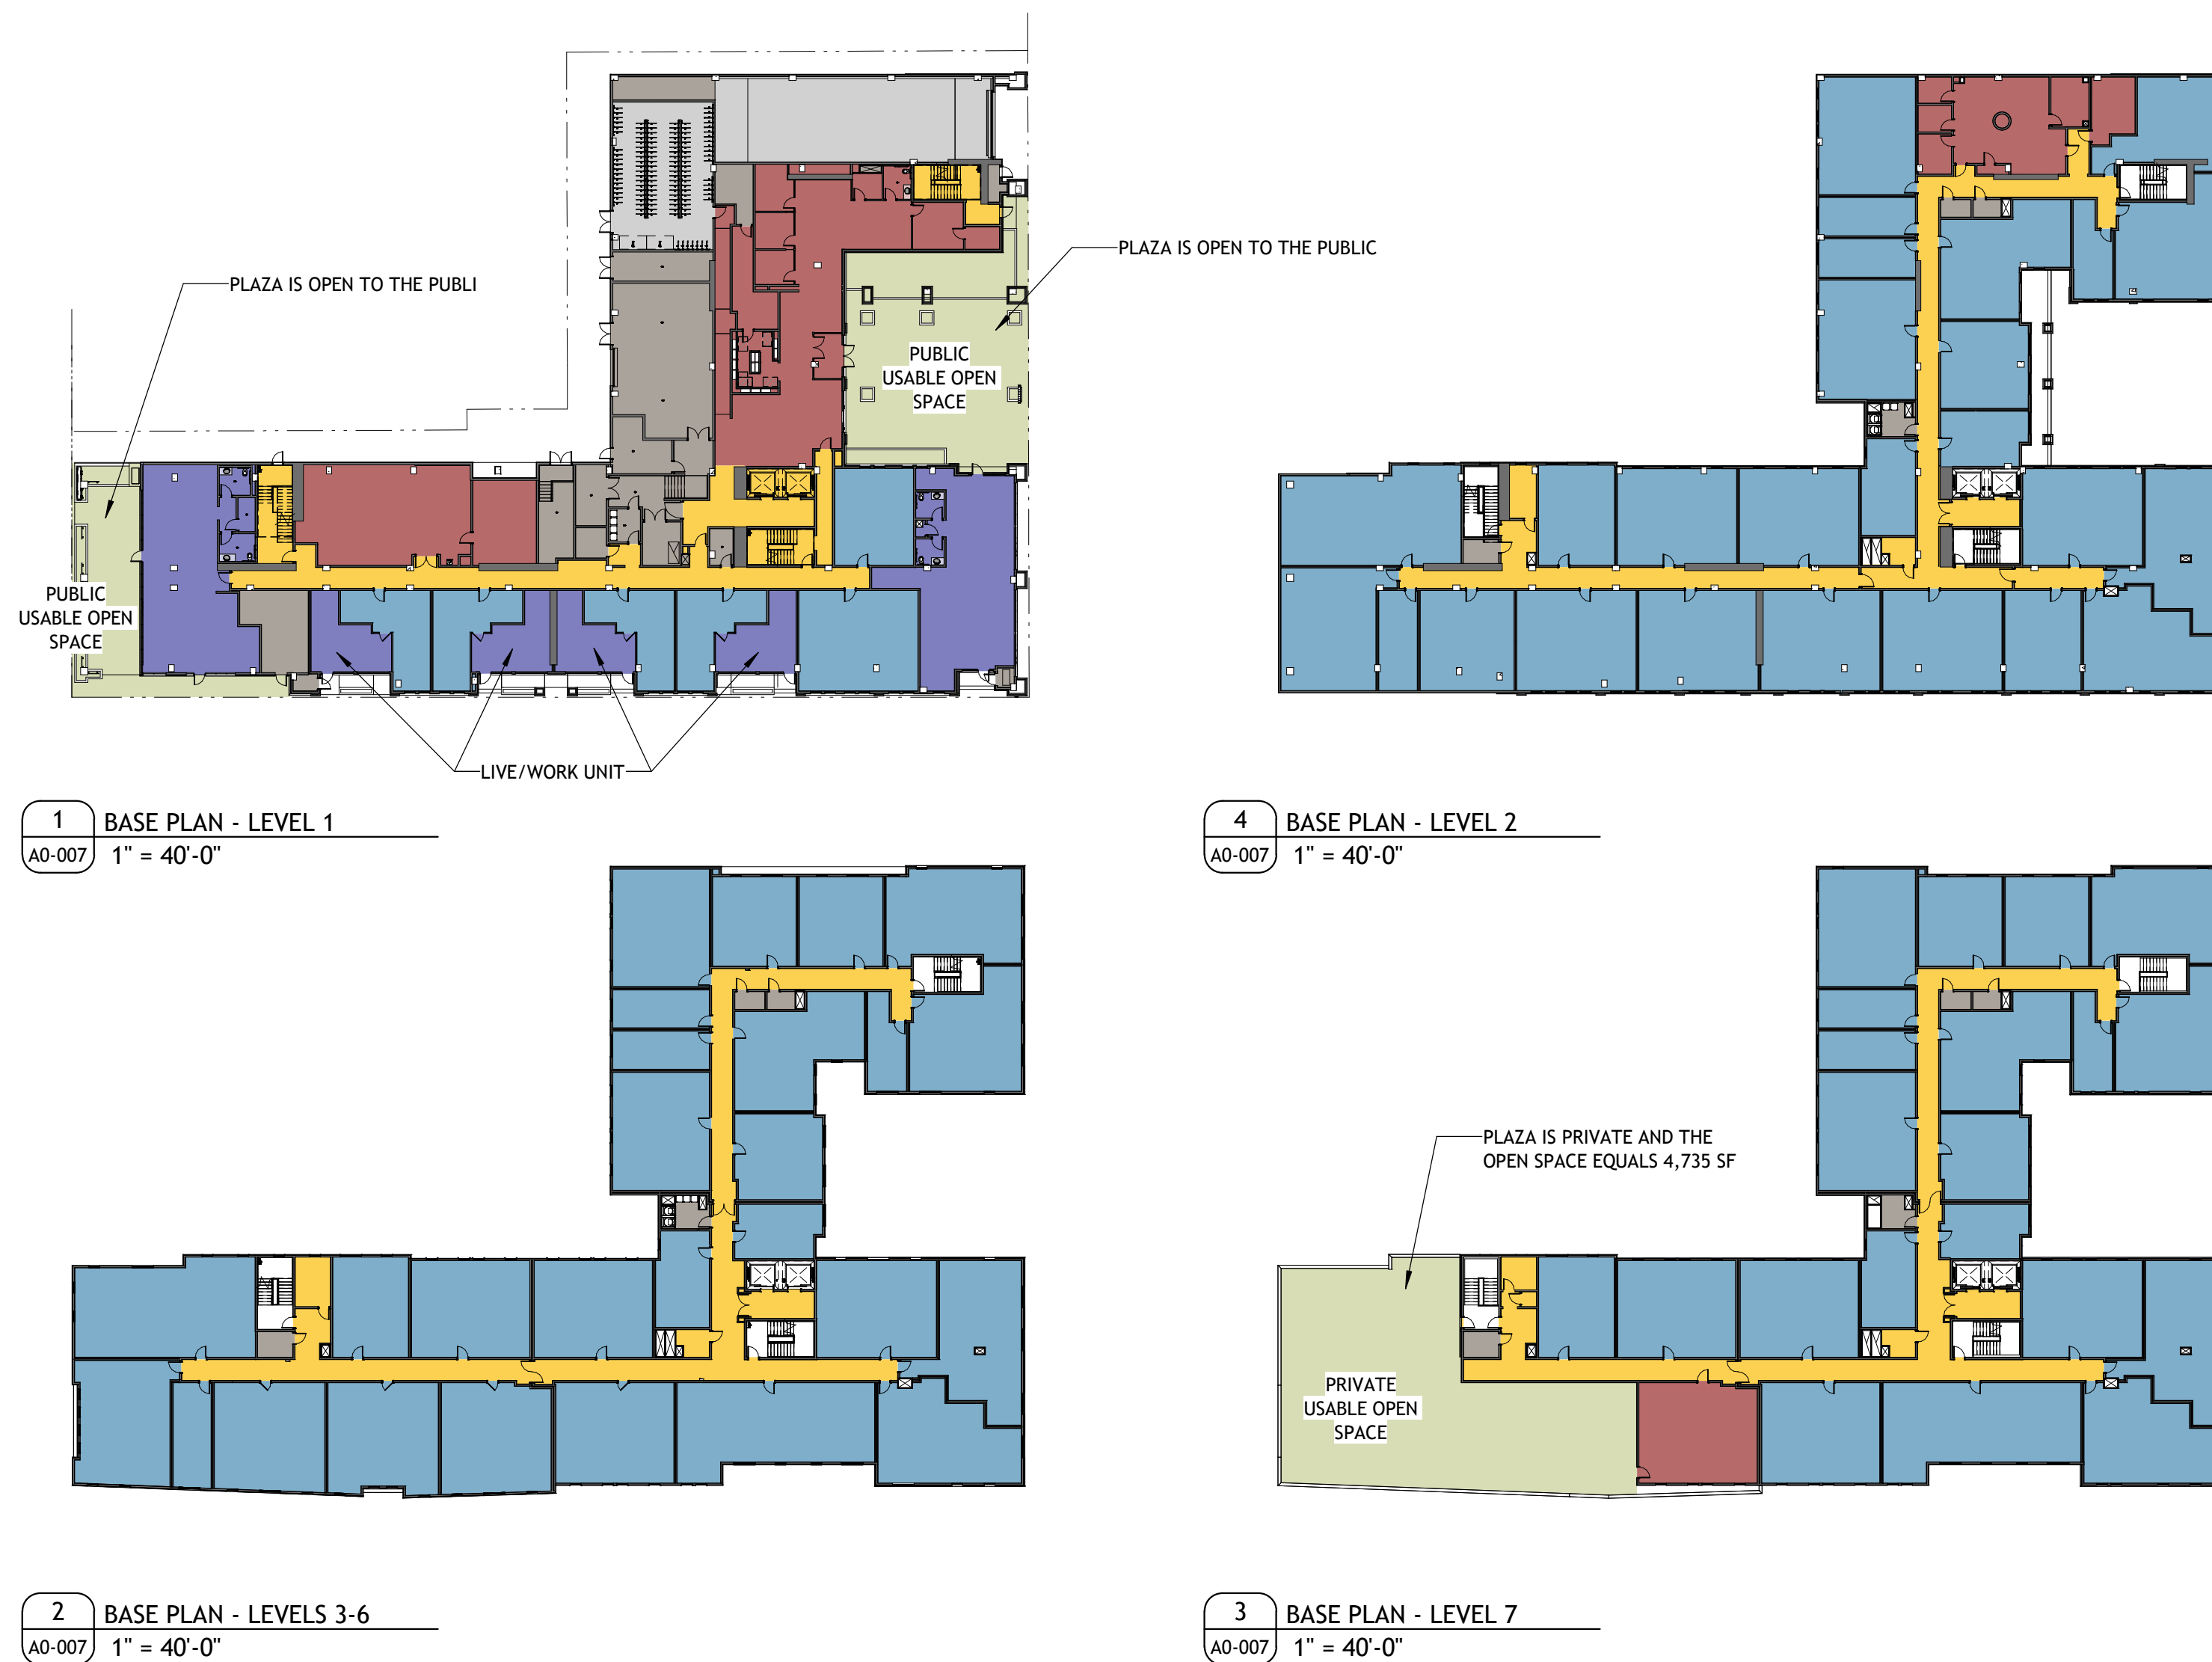 PLAZA IS OPEN TO THE PUBLI
PLAZA IS OPEN TO THE PUBLIC
PUBLIC
USABLE OPEN
SPACE
PUBLIC
USABLE OPEN
SPACE
LIVE/WORK UNIT
1
A0-007
BASE PLAN - LEVEL 1
1" = 40'-0"
4
A0-007
BASE PLAN - LEVEL 2
1" = 40'-0"
PLAZA IS PRIVATE AND THE
OPEN SPACE EQUALS 4,735 SF
PRIVATE
USABLE OPEN
SPACE
2
A0-007
BASE PLAN - LEVELS 3-6
1" = 40'-0"
3
A0-007
BASE PLAN - LEVEL 7
1" = 40'-0"